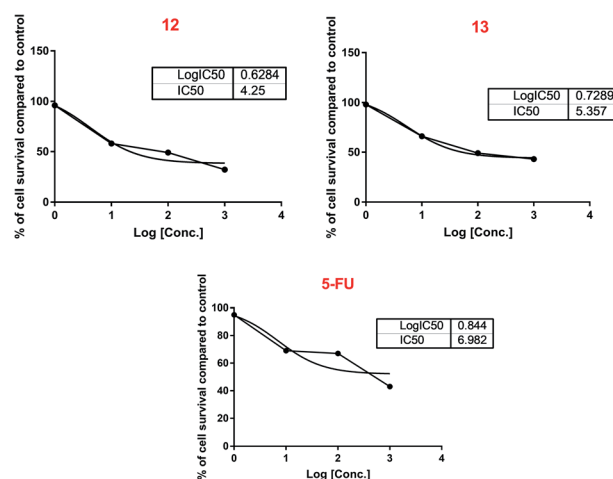 12
% of cell survival compared to control
150
100
50
0
0 1 2 3 4
Log [Conc.]
LogIC50 0.6284
IC50 4.25
13
% of cell survival compared to control
150
100
50
0
0 1 2 3 4
Log [Conc.]
LogIC50 0.7289
IC50 5.357
5-FU
% of cell survival compared to control
100
80
60
40
20
0
0 1 2 3 4
Log [Conc.]
LogIC50 0.844
IC50 6.982